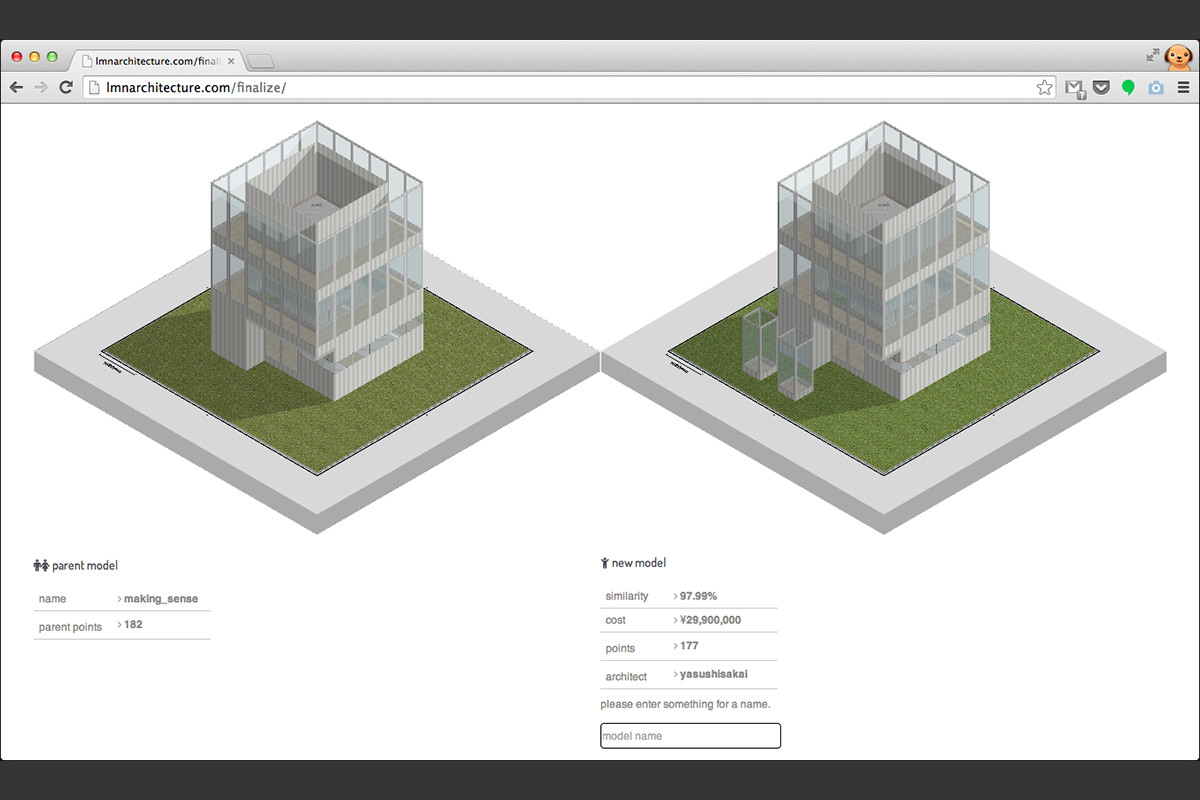 lmnarchitecture.com/final
lmnarchitecture.com/finalize/
parent model
name > making_sense
parent points > 182
new model
similarity > 97.99%
cost > ¥29,900,000
points > 177
architect > yasushisakai
please enter something for a name.
model name